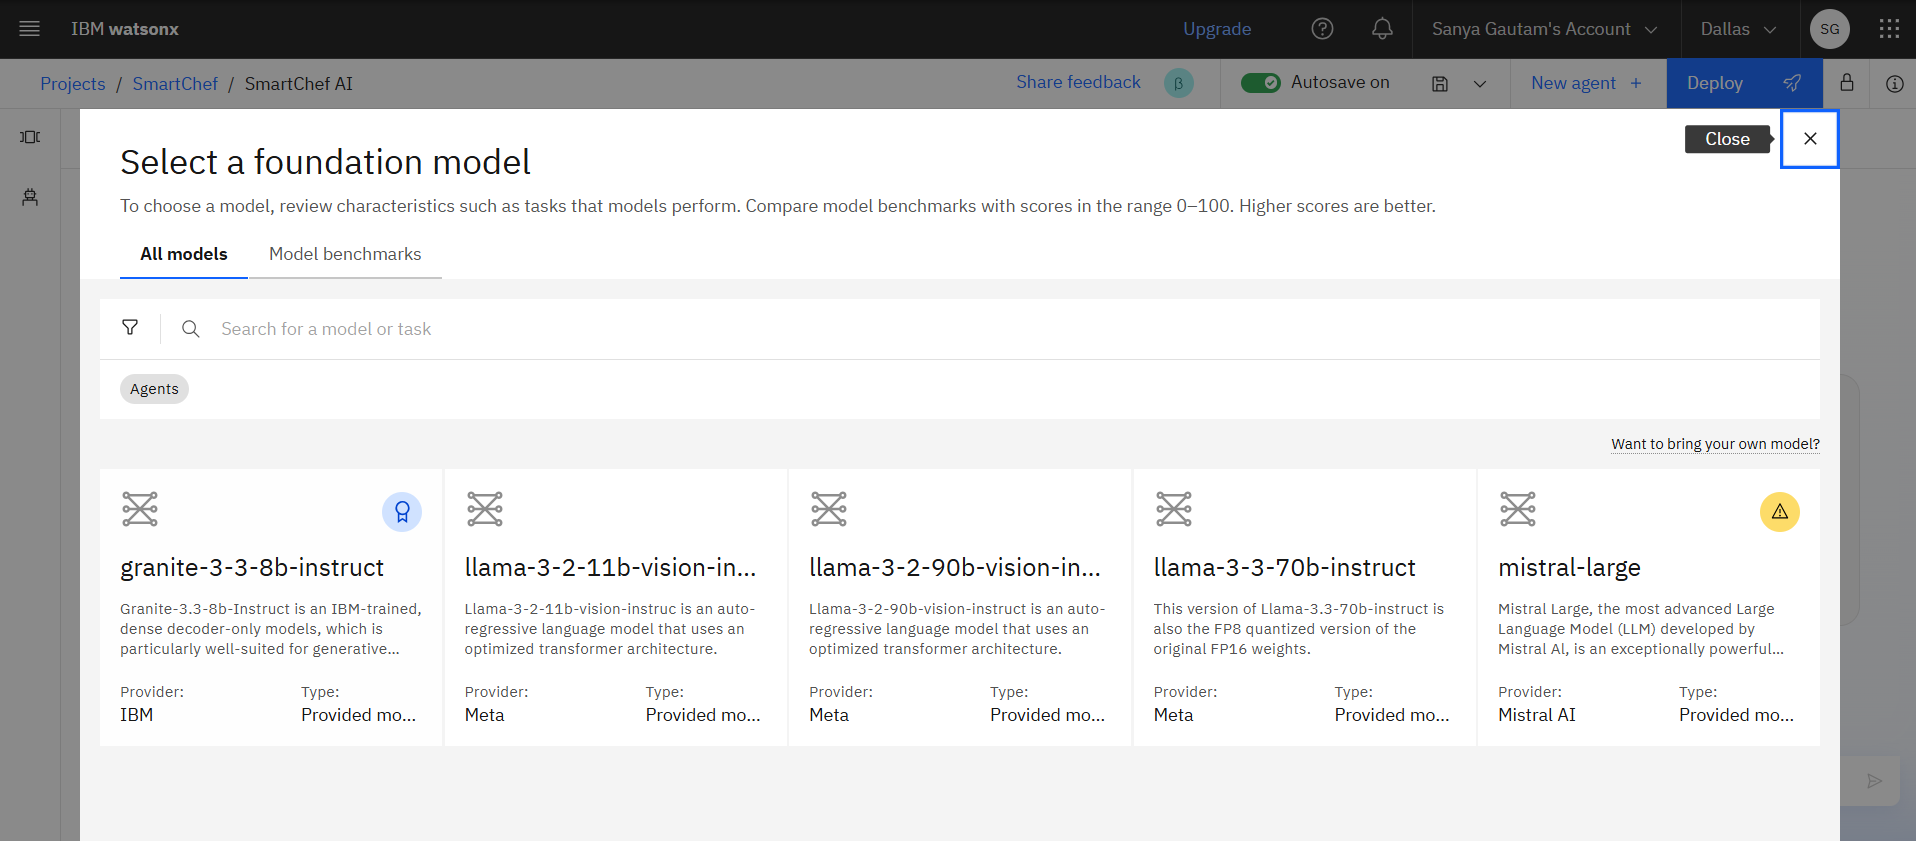 IBM watsonx
Upgrade
Sanya Gautam's Account
Dallas
SG
Projects / SmartChef / SmartChef AI
Share feedback
β
Autosave on
New agent +
Deploy
Close
Select a foundation model
To choose a model, review characteristics such as tasks that models perform. Compare model benchmarks with scores in the range 0–100. Higher scores are better.
All models
Model benchmarks
Search for a model or task
Agents
Want to bring your own model?
granite-3-3-8b-instruct
Granite-3.3-8b-Instruct is an IBM-trained,
dense decoder-only models, which is
particularly well-suited for generative...
Provider:
IBM
Type:
Provided mo...
llama-3-2-11b-vision-in...
Llama-3-2-11b-vision-instruc is an auto-
regressive language model that uses an
optimized transformer architecture.
Provider:
Meta
Type:
Provided mo...
llama-3-2-90b-vision-in...
Llama-3-2-90b-vision-instruct is an auto-
regressive language model that uses an
optimized transformer architecture.
Provider:
Meta
Type:
Provided mo...
llama-3-3-70b-instruct
This version of Llama-3.3-70b-instruct is
also the FP8 quantized version of the
original FP16 weights.
Provider:
Meta
Type:
Provided mo...
mistral-large
Mistral Large, the most advanced Large
Language Model (LLM) developed by
Mistral Al, is an exceptionally powerful...
Provider:
Mistral AI
Type:
Provided mo...